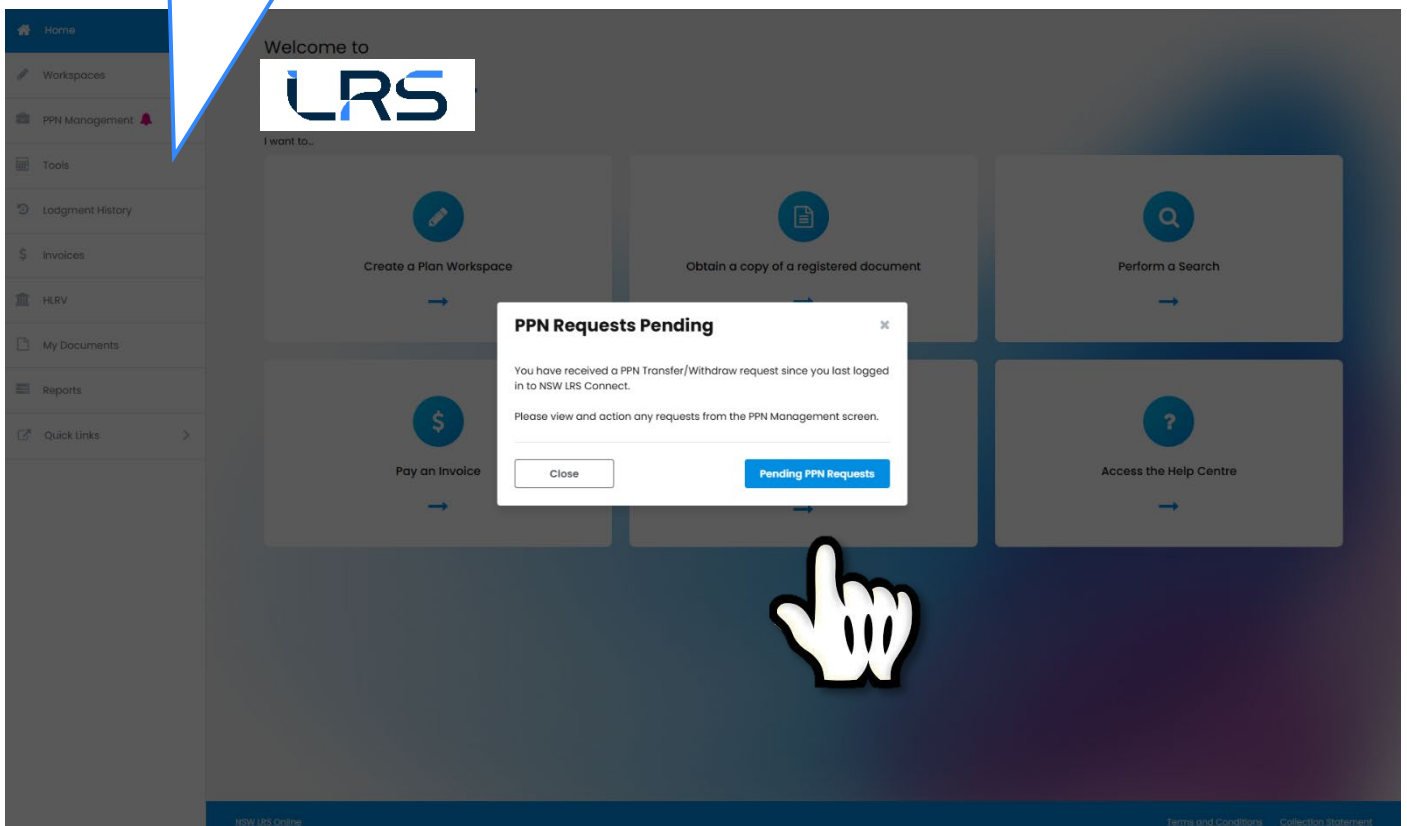 Home
Workspaces
PPN Management
Tools
Lodgment History
Invoices
HLRV
My Documents
Reports
Quick Links
Welcome to
LRS
I want to...
Create a Plan Workspace
Obtain a copy of a registered document
Perform a Search
Pay an Invoice
Access the Help Centre
PPN Requests Pending
You have received a PPN Transfer/Withdraw request since you last logged
in to NSW LRS Connect.
Please view and action any requests from the PPN Management screen.
Close
Pending PPN Requests
NSW LRS Online
Terms and Conditions
Collection Statement